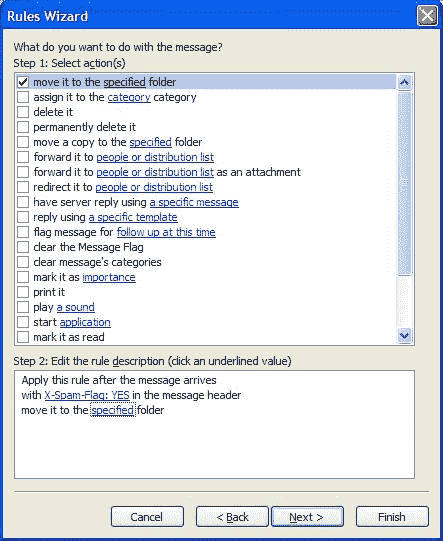 Rules Wizard
What do you want to do with the message?
Step 1: Select action(s)
move it to the specified folder
assign it to the category category
delete it
permanently delete it
move a copy to the specified folder
forward it to people or distribution list
forward it to people or distribution list as an attachment
redirect it to people or distribution list
have server reply using a specific message
reply using a specific template
flag message for follow up at this time
clear the Message Flag
clear message's categories
mark it as importance
print it
play a sound
start application
mark it as read
Step 2: Edit the rule description (click an underlined value)
Apply this rule after the message arrives
with X-Spam-Flag: YES in the message header
move it to the specified folder
Cancel
< Back
Next >
Finish